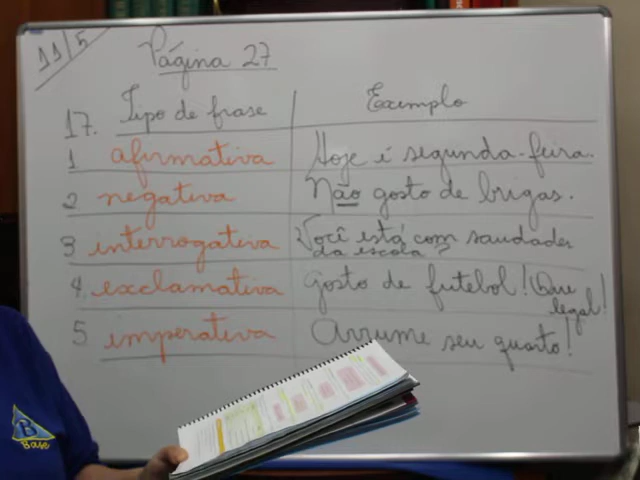 11/5
Página 27
17. Tipo de frase Exemplo
1 afirmativa Hoje é segunda-feira.
2 negativa Não gosto de brigas.
3 interrogativa Você está com saudades
da escola?
4. exclamativa Gosto de futebol! Que
legal!
5 imperativa Arrume seu quarto!
B
Base